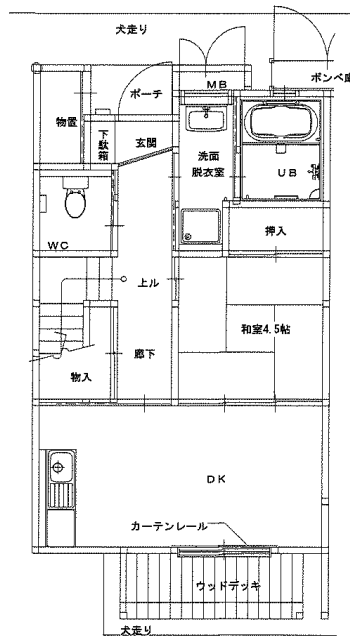 犬走り
ポーチ
MB
ボンベ庫
物置
下駄箱
玄関
洗面
脱衣室
UB
WC
押入
上ル
和室4.5帖
廊下
物入
DK
カーテンレール
ウッドデッキ
犬走り